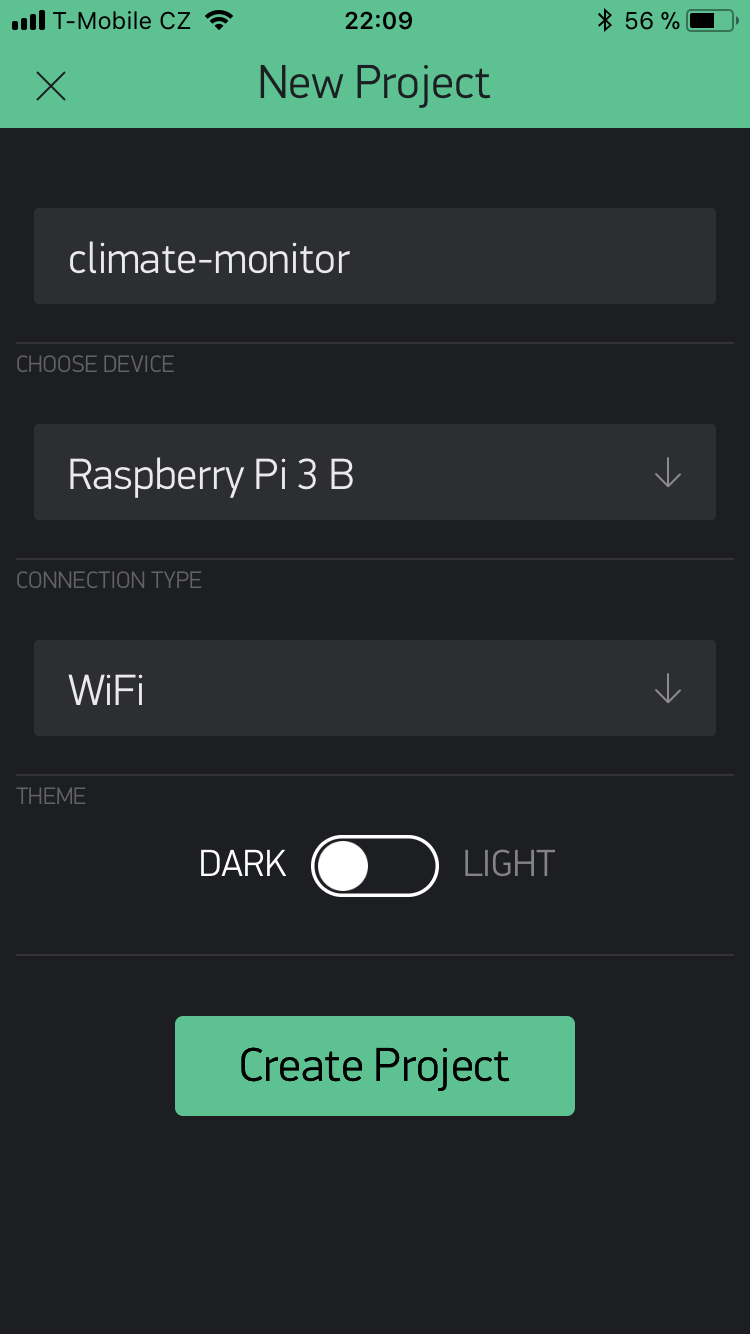 T-Mobile CZ 22:09 56 %
New Project
climate-monitor
CHOOSE DEVICE
Raspberry Pi 3 B
CONNECTION TYPE
WiFi
THEME
DARK LIGHT
Create Project